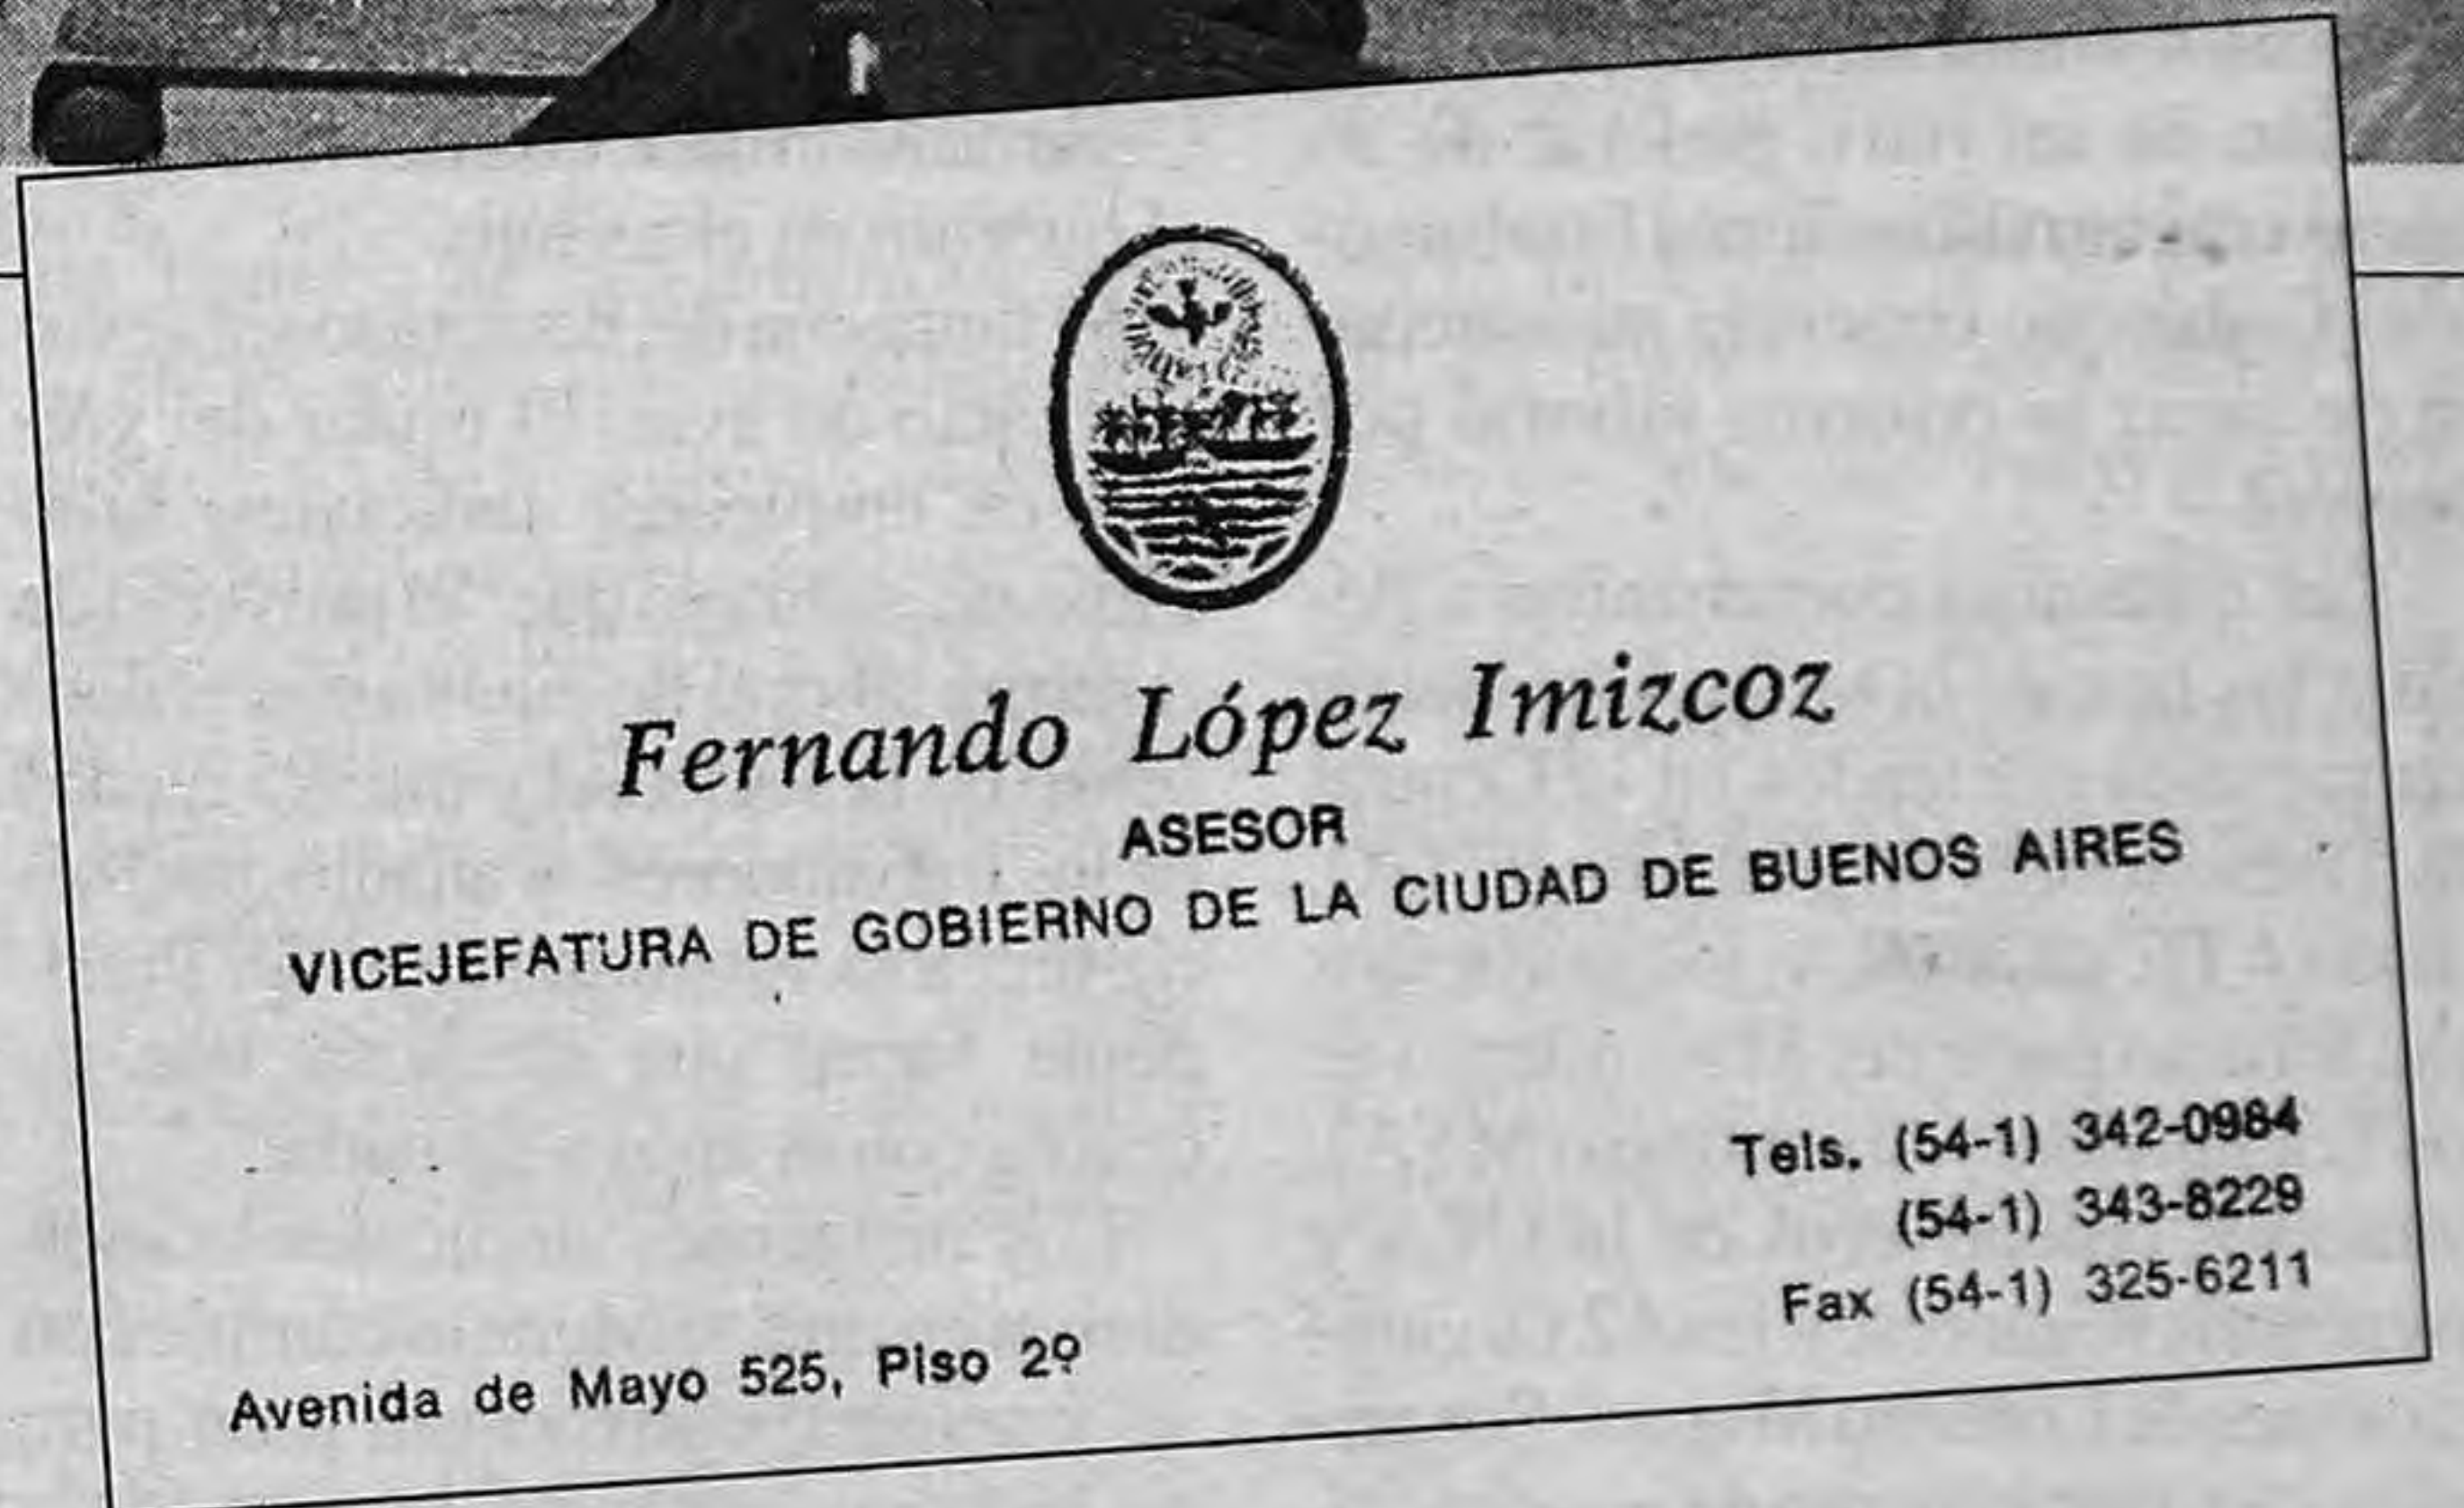 Fernando López Imizcoz
ASESOR
VICEJEFATURA DE GOBIERNO DE LA CIUDAD DE BUENOS AIRES
Tels. (54-1) 342-0984
(54-1) 343-8229
Fax (54-1) 325-6211
Avenida de Mayo 525, Piso 2º